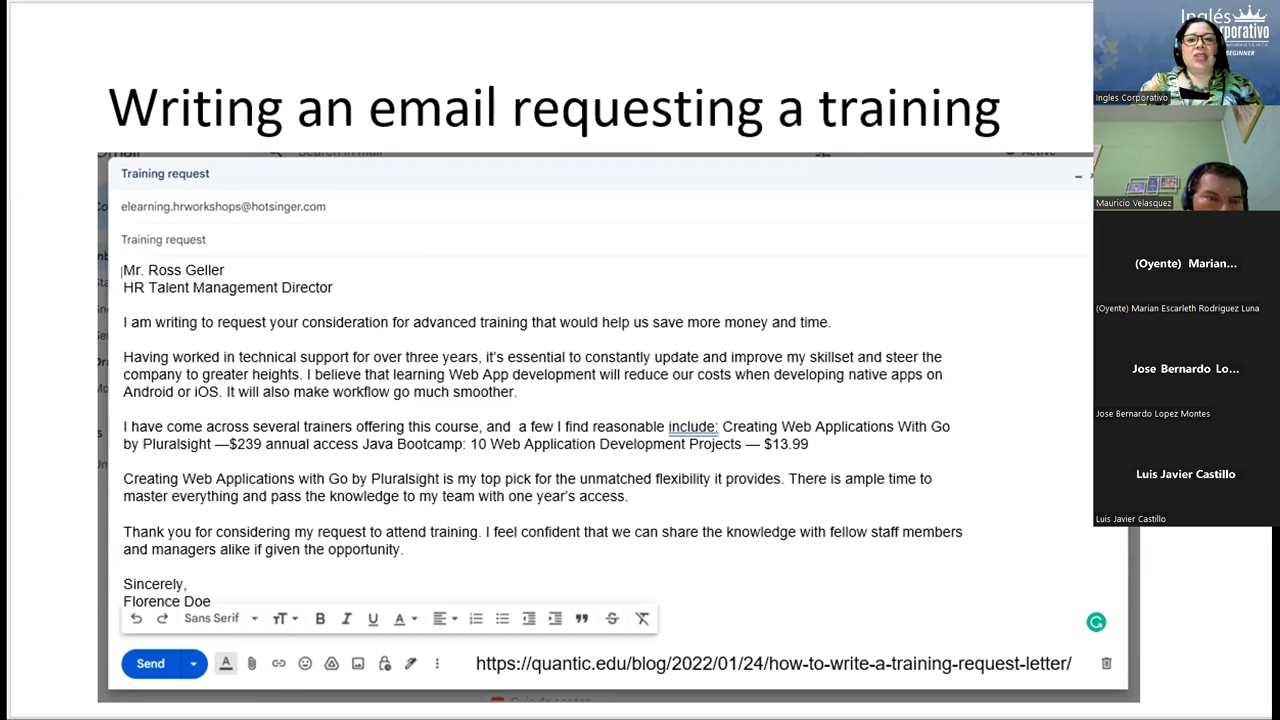 Writing an email requesting a training
Training request
elearning.hrworkshops@hotsinger.com
Training request
Mr. Ross Geller
HR Talent Management Director
I am writing to request your consideration for advanced training that would help us save more money and time.
Having worked in technical support for over three years, it's essential to constantly update and improve my skillset and steer the
company to greater heights. I believe that learning Web App development will reduce our costs when developing native apps on
Android or iOS. It will also make workflow go much smoother.
I have come across several trainers offering this course, and a few I find reasonable include: Creating Web Applications With Go
by Pluralsight —$239 annual access Java Bootcamp: 10 Web Application Development Projects — $13.99
Creating Web Applications with Go by Pluralsight is my top pick for the unmatched flexibility it provides. There is ample time to
master everything and pass the knowledge to my team with one year's access.
Thank you for considering my request to attend training. I feel confident that we can share the knowledge with fellow staff members
and managers alike if given the opportunity.
Sincerely,
Florence Doe
Sans Serif
Send
https://quantic.edu/blog/2022/01/24/how-to-write-a-training-request-letter/
Inglés
Corporativo
BEGINNER
Ingles Corporativo
Mauricio Velasquez
(Oyente) Marian...
(Oyente) Marian Escarleth Rodriguez Luna
Jose Bernardo Lo...
Jose Bernardo Lopez Montes
Luis Javier Castillo
Luis Javier Castillo